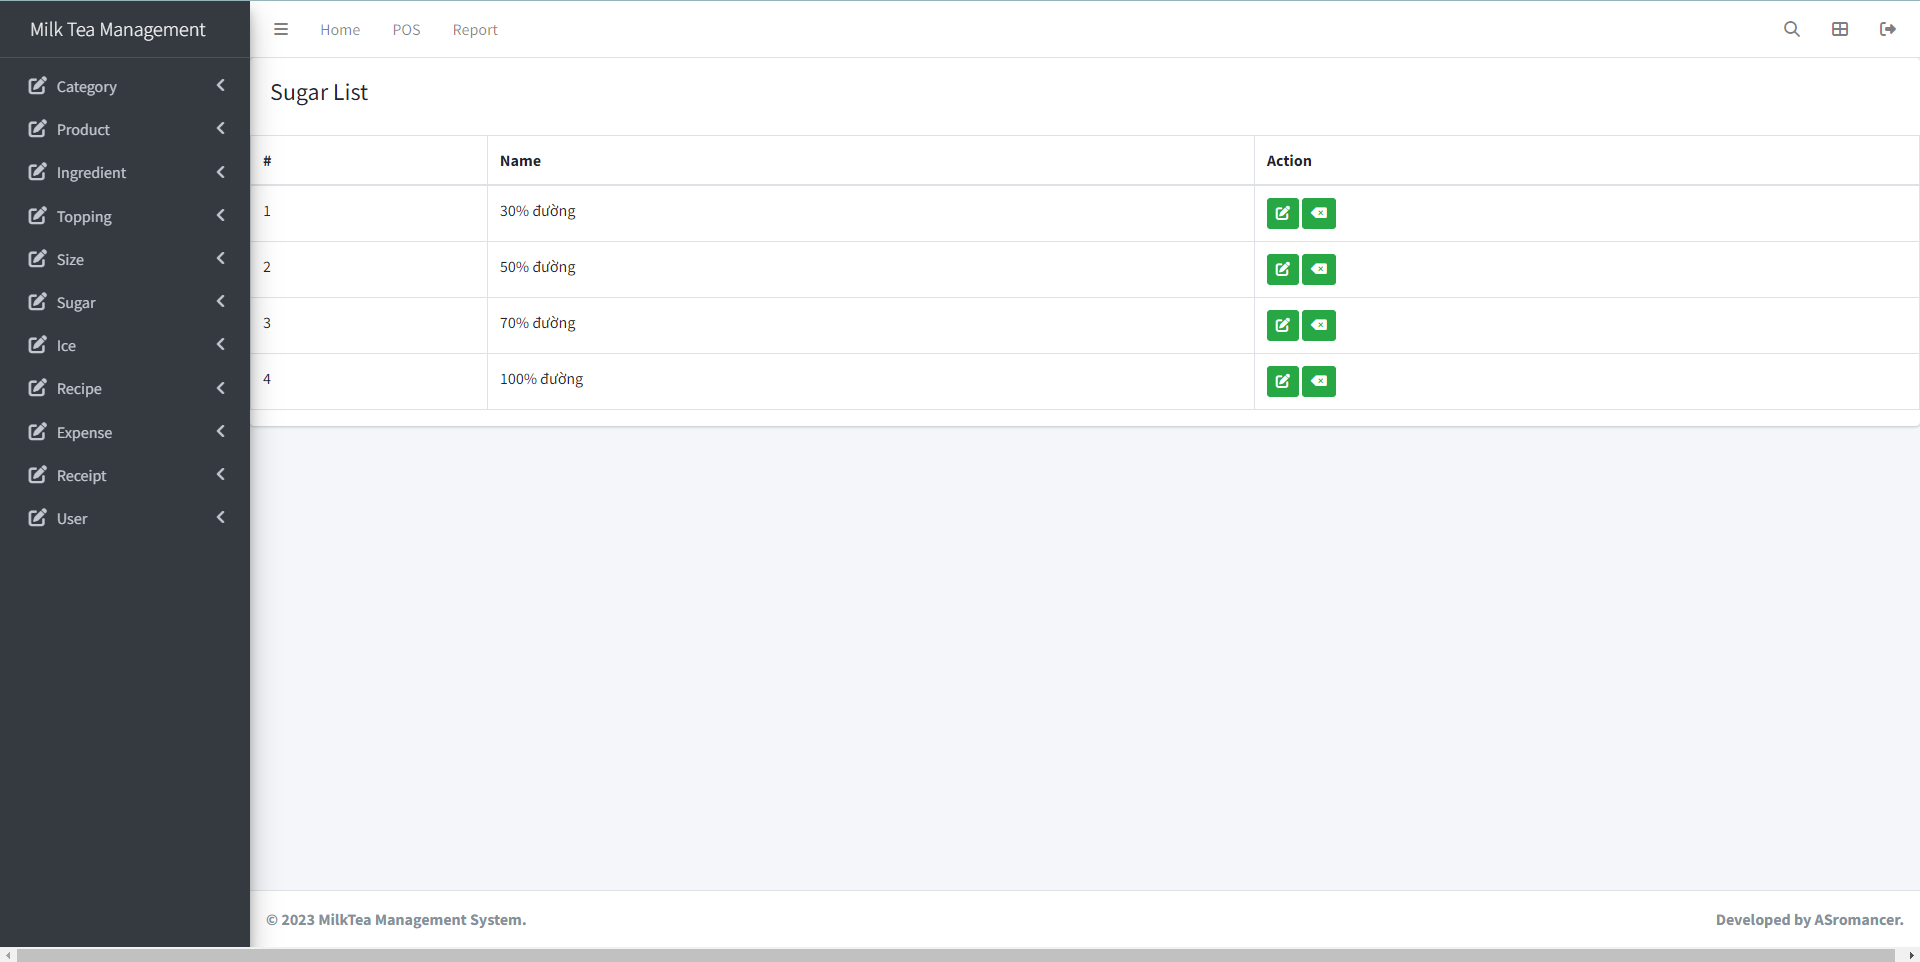 Milk Tea Management
Home POS Report
Category
Product
Ingredient
Topping
Size
Sugar
Ice
Recipe
Expense
Receipt
User
Sugar List
# Name Action
1 30% đường
2 50% đường
3 70% đường
4 100% đường
© 2023 MilkTea Management System. Developed by ASromancer.